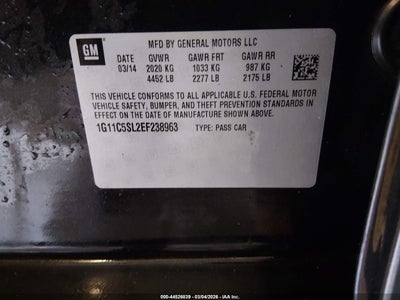 GM
MFD BY GENERAL MOTORS LLC
DATE GVWR GAWR FRT GAWR RR
03/14 2020 KG 1033 KG 987 KG
4452 LB 2277 LB 2175 LB
THIS VEHICLE CONFORMS TO ALL APPLICABLE U.S. FEDERAL MOTOR
VEHICLE SAFETY, BUMPER, AND THEFT PREVENTION STANDARDS IN
EFFECT ON THE DATE OF MANUFACTURE SHOWN ABOVE.
1G11C5SL2EF238963 TYPE: PASS CAR
000-44526039 - 03/04/2026 - IAA Inc.